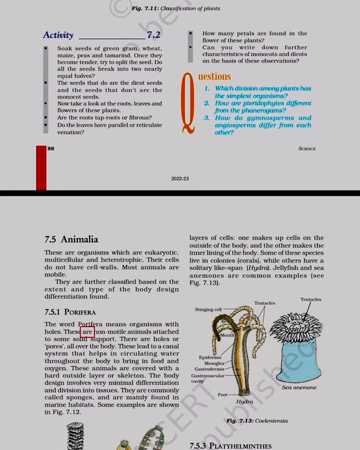 Fig. 7.11: Classification of plants
Activity 7.2
Soak seeds of green gram, wheat,
maize, peas and tamarind. Once they
become tender, try to split the seed. Do
all the seeds break into two nearly
equal halves?
The seeds that do are the dicot seeds
and the seeds that don't are the
monocot seeds.
Now take a look at the roots, leaves and
flowers of these plants.
Are the roots tap-roots or fibrous?
Do the leaves have parallel or reticulate
venation?
How many petals are found in the
flower of these plants?
Can you write down further
characteristics of monocots and dicots
on the basis of these observations?
Questions
1. Which division among plants has
the simplest organisms?
2. How are pteridophytes different
from the phanerogams?
3. How do gymnosperms and
angiosperms differ from each
other?
88
SCIENCE
2022-23
7.5 Animalia
These are organisms which are eukaryotic,
multicellular and heterotrophic. Their cells
do not have cell-walls. Most animals are
mobile.
They are further classified based on the
extent and type of the body design
differentiation found.
7.5.1 PORIFERA
The word Porifera means organisms with
holes. These are non-motile animals attached
to some solid support. There are holes or
'pores', all over the body. These lead to a canal
system that helps in circulating water
throughout the body to bring in food and
oxygen. These animals are covered with a
hard outside layer or skeleton. The body
design involves very minimal differentiation
and division into tissues. They are commonly
called sponges, and are mainly found in
marine habitats. Some examples are shown
in Fig. 7.12.
layers of cells: one makes up cells on the
outside of the body, and the other makes the
inner lining of the body. Some of these species
live in colonies (corals), while others have a
solitary like-span (Hydra). Jellyfish and sea
anemones are common examples (see
Fig. 7.13).
Tentacles
Stinging cell
Tentacles
Mouth
Epidermis
Mesoglea
Gastrodermis
Gastrovascular
cavity
Foot
Hydra
Sea anemone
Fig. 7.13: Coelenterata
7.5.3 PLATYHELMINTHES